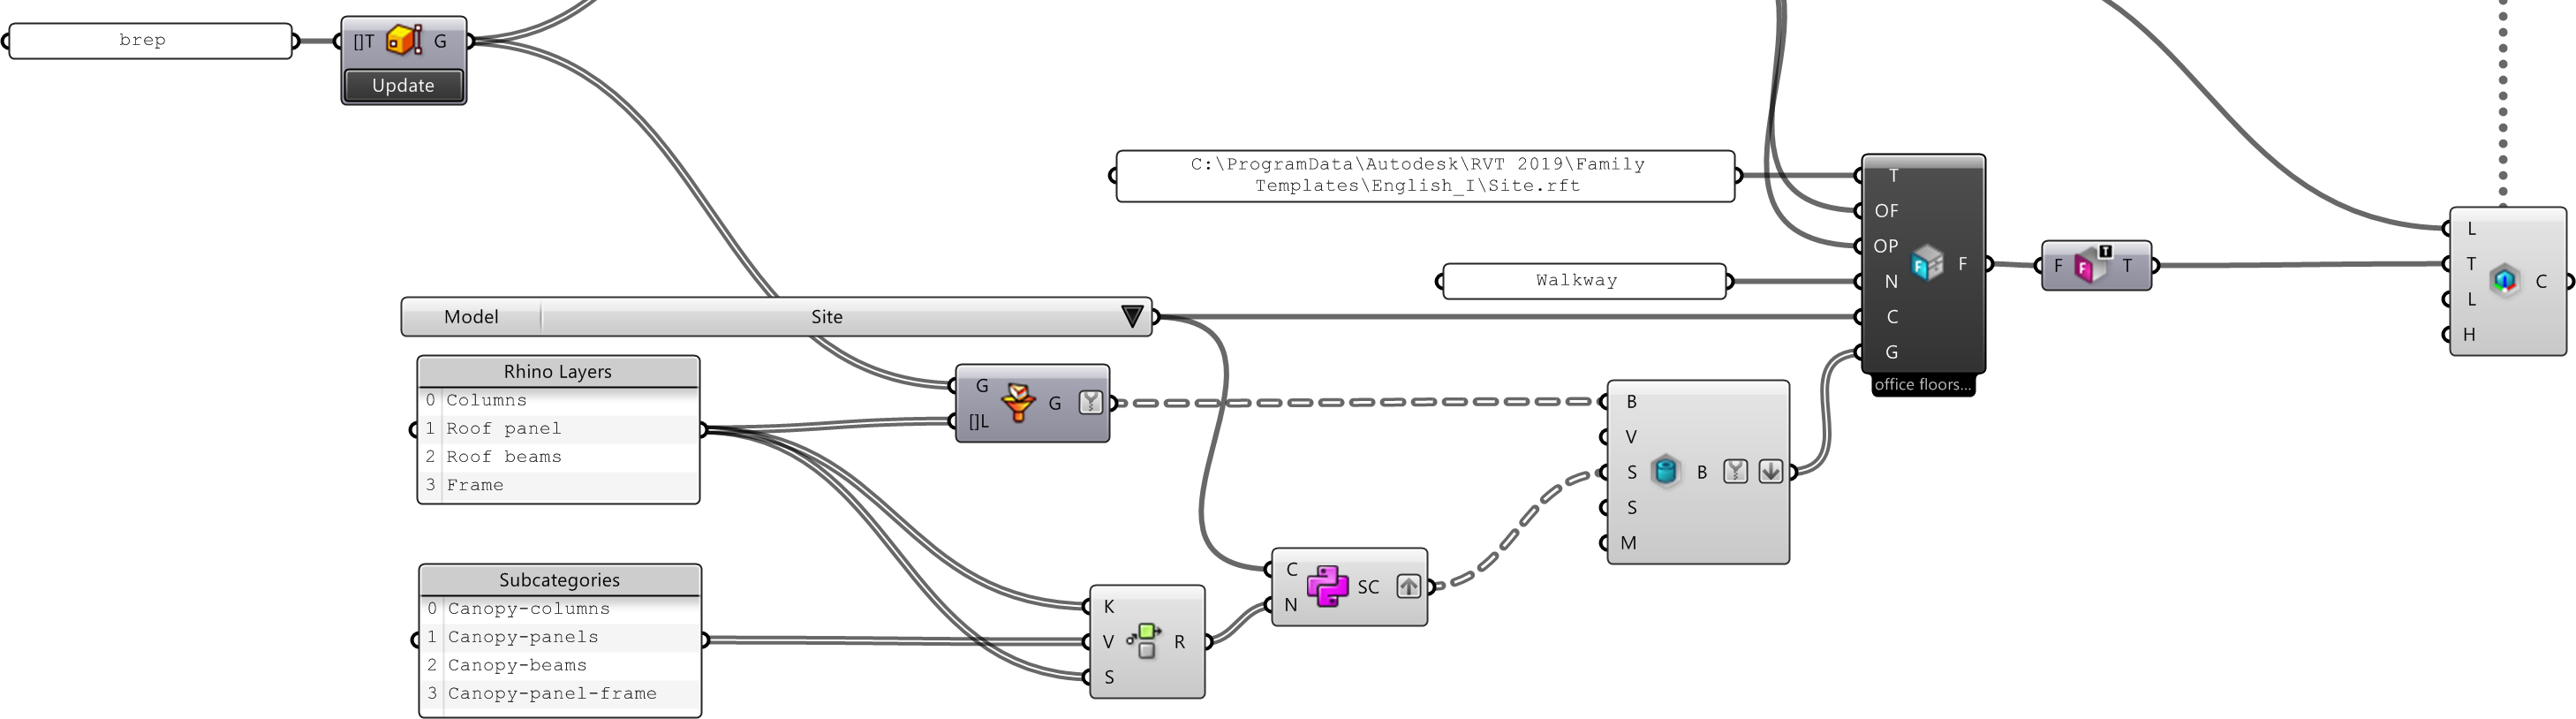 brep
[]T G
Update
C:\ProgramData\Autodesk\RVT 2019\Family
Templates\English_I\Site.rft
T
OF
OP
N
C
G
F
office floors...
Walkway
F T T
L
T
L
H
C
Model Site
Rhino Layers
0 Columns
1 Roof panel
2 Roof beams
3 Frame
G
[]L
G
B
V
S
S
M
B
Subcategories
0 Canopy-columns
1 Canopy-panels
2 Canopy-beams
3 Canopy-panel-frame
K
V
S
R
C
N
SC